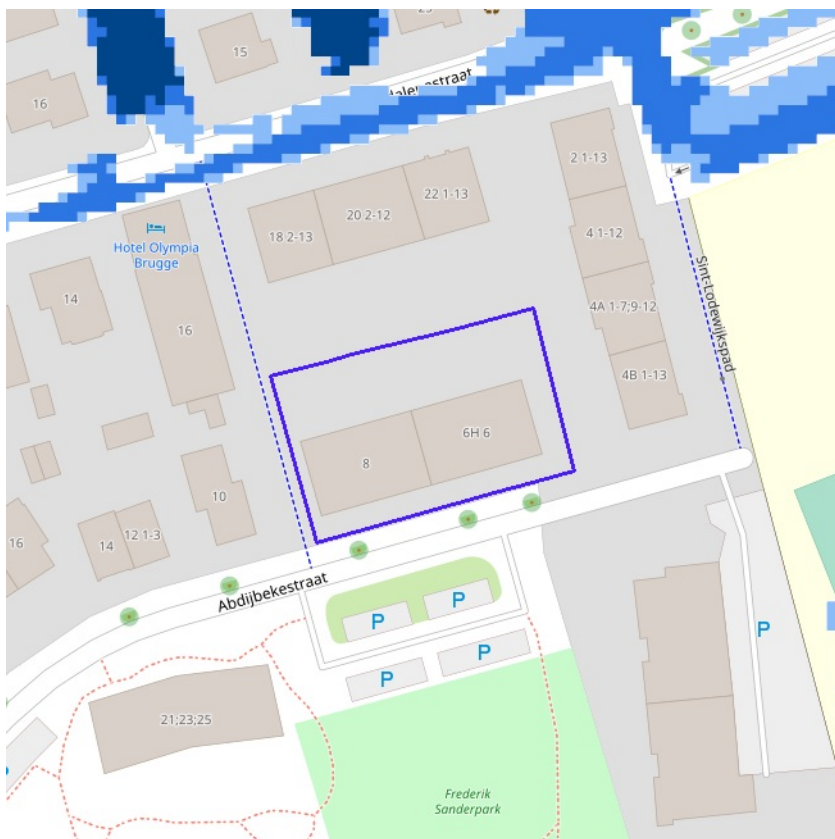 15
16
22 1-13
20 2-12
18 2-13
2 1-13
4 1-12
4A 1-7;9-12
4B 1-13
Hotel Olympia
Brugge
14
16
Sint-Lodewijkspad
8
6H 6
10
12 1-3
14
16
Abdijbekestraat
P
P
P
P
P
21;23;25
Frederik
Sanderpark